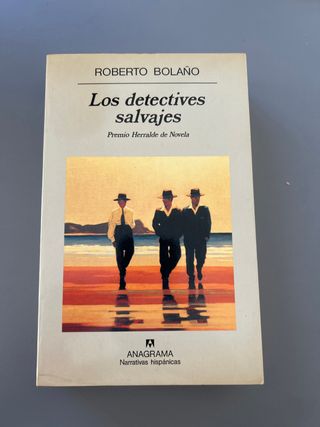 ROBERTO BOLAÑO
Los detectives
salvajes
Premio Herralde de Novela
ANAGRAMA
Narrativas hispánicas